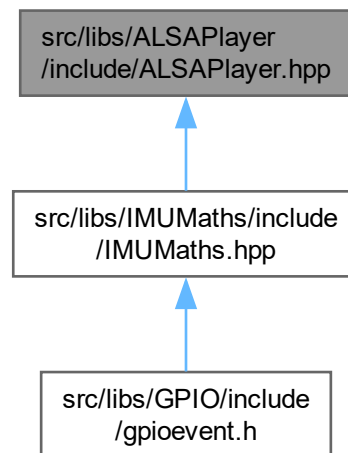 src/libs/ALSAPlayer
/include/ALSAPlayer.hpp
src/libs/IMUMaths/include
/IMUMaths.hpp
src/libs/GPIO/include
/gpioevent.h